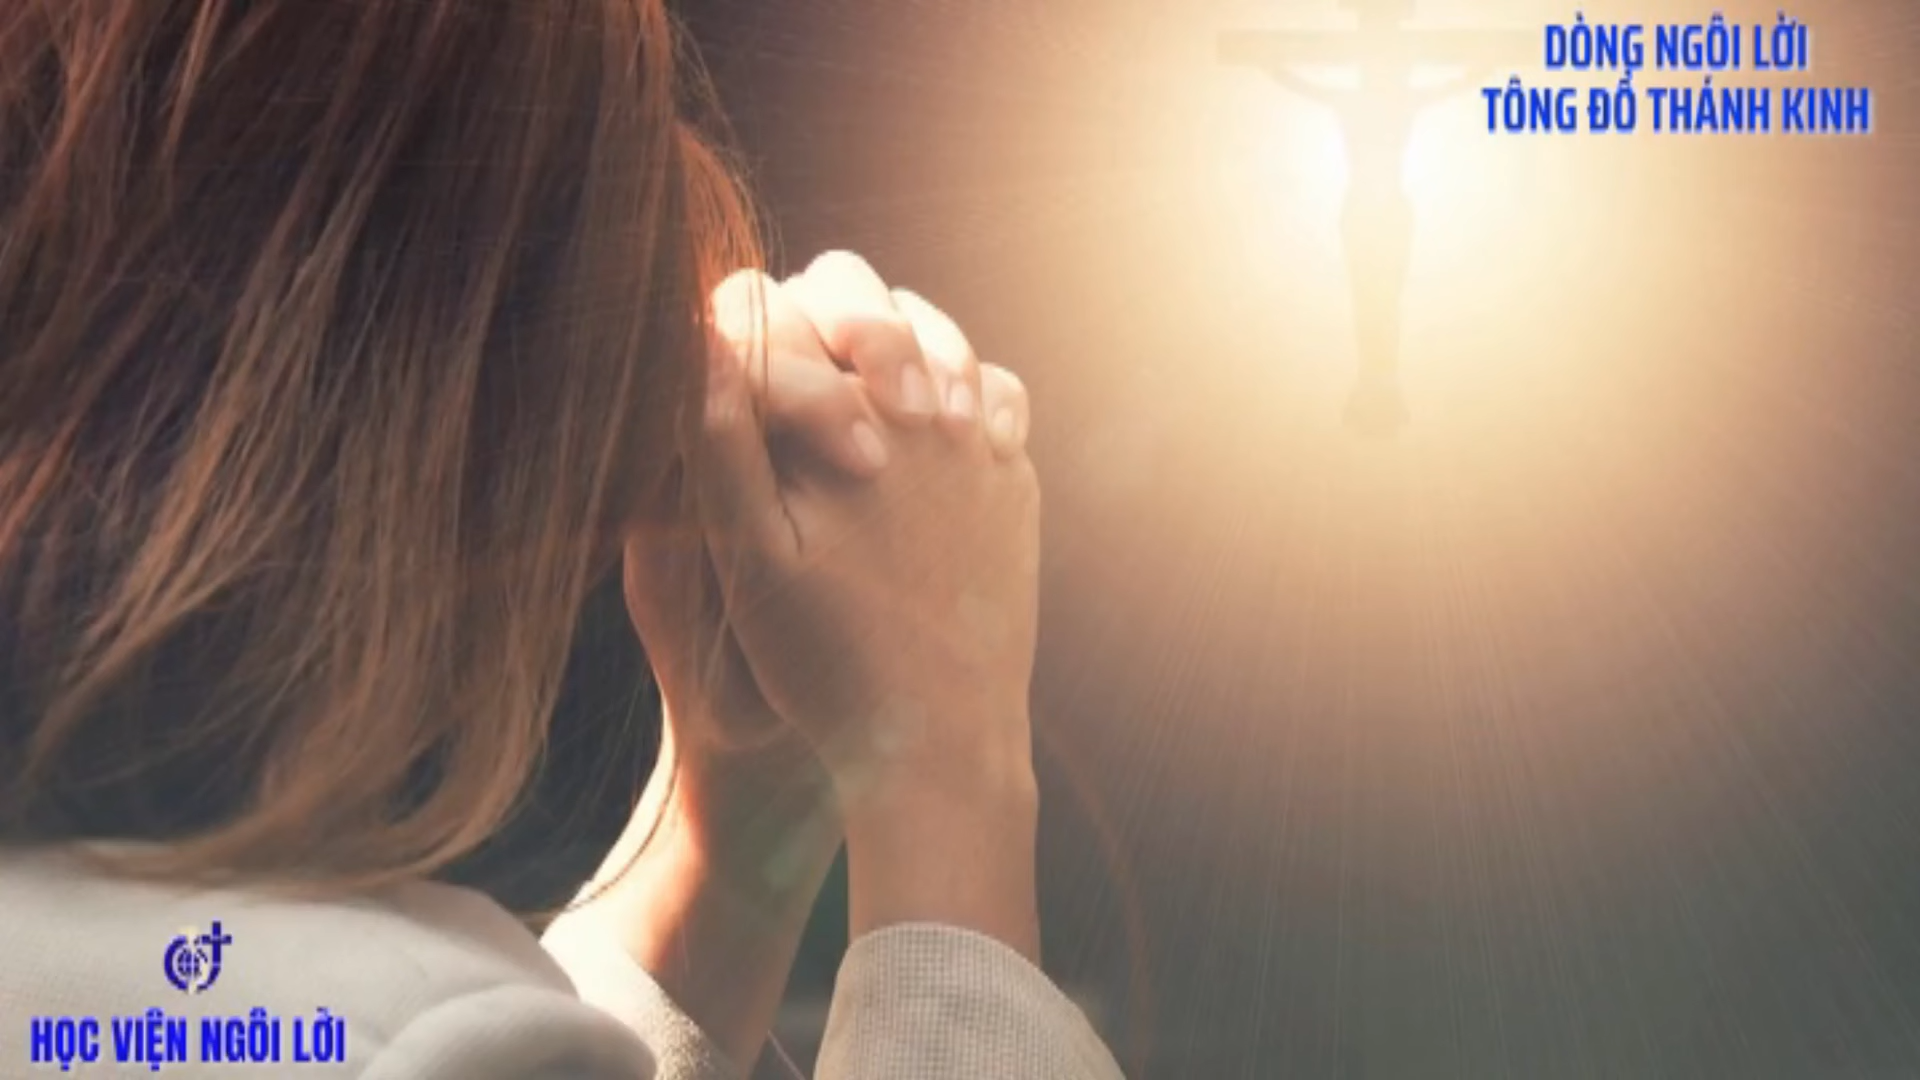 DÒNG NGÔI LỜI
TÔNG ĐỒ THÁNH KINH
HỌC VIỆN NGÔI LỜI